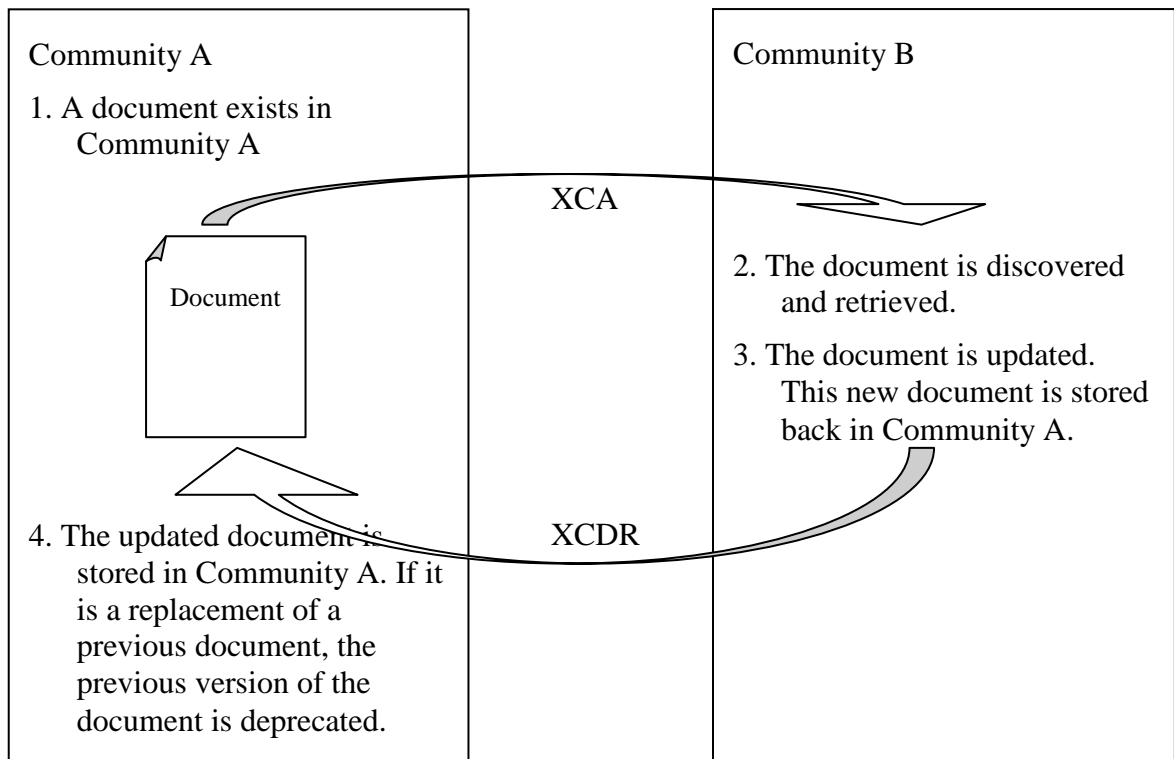 Community A
1. A document exists in
Community A
Document
XCA
Community B
2. The document is discovered
and retrieved.
3. The document is updated.
This new document is stored
back in Community A.
XCDR
4. The updated document is
stored in Community A. If it
is a replacement of a
previous document, the
previous version of the
document is deprecated.